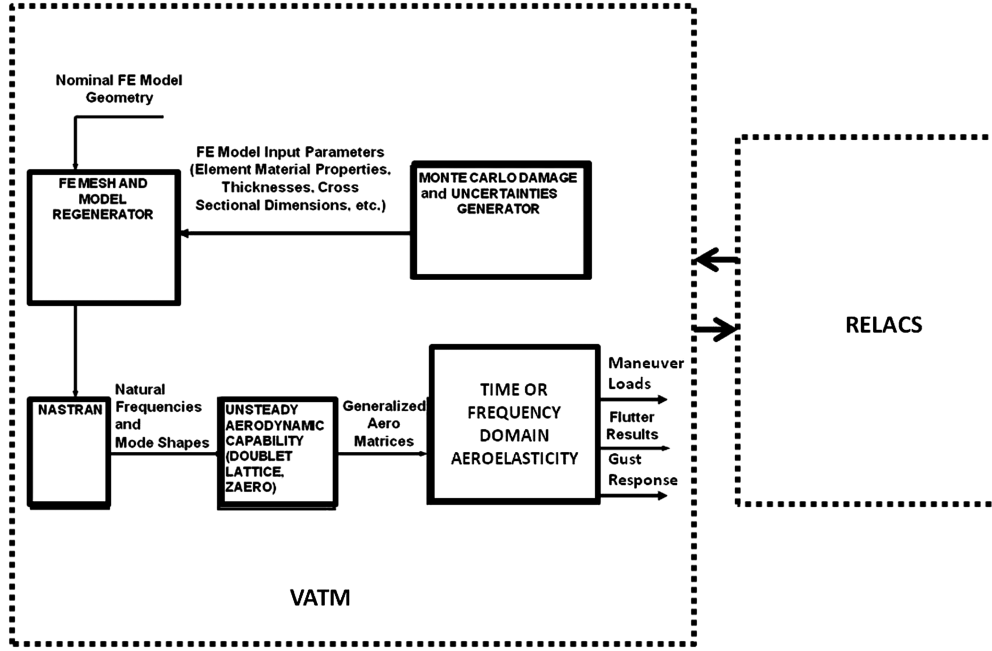 Nominal FE Model
Geometry
FE Model Input Parameters
(Element Material Properties,
Thicknesses, Cross
Sectional Dimensions, etc.)
FE MESH AND
MODEL
REGENERATOR
MONTE CARLO DAMAGE
and UNCERTAINTIES
GENERATOR
RELACS
NASTRAN
Natural
Frequencies
and
Mode Shapes
UNSTEADY
AERODYNAMIC
CAPABILITY
(DOUBLET
LATTICE,
ZAERO)
Generalized
Aero
Matrices
TIME OR
FREQUENCY
DOMAIN
AEROELASTICITY
Maneuver
Loads
Flutter
Results
Gust
Response
VATM